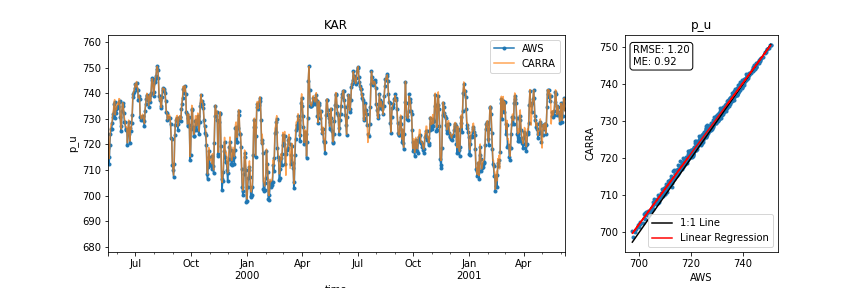 KAR
p_u
760
750
740
730
720
710
700
690
680
p_u
AWS
CARRA
Jul
Oct
Jan
2000
Apr
Jul
Oct
Jan
2001
Apr
750
740
730
720
710
700
CARRA
RMSE: 1.20
ME: 0.92
1:1 Line
Linear Regression
700
720
740
AWS